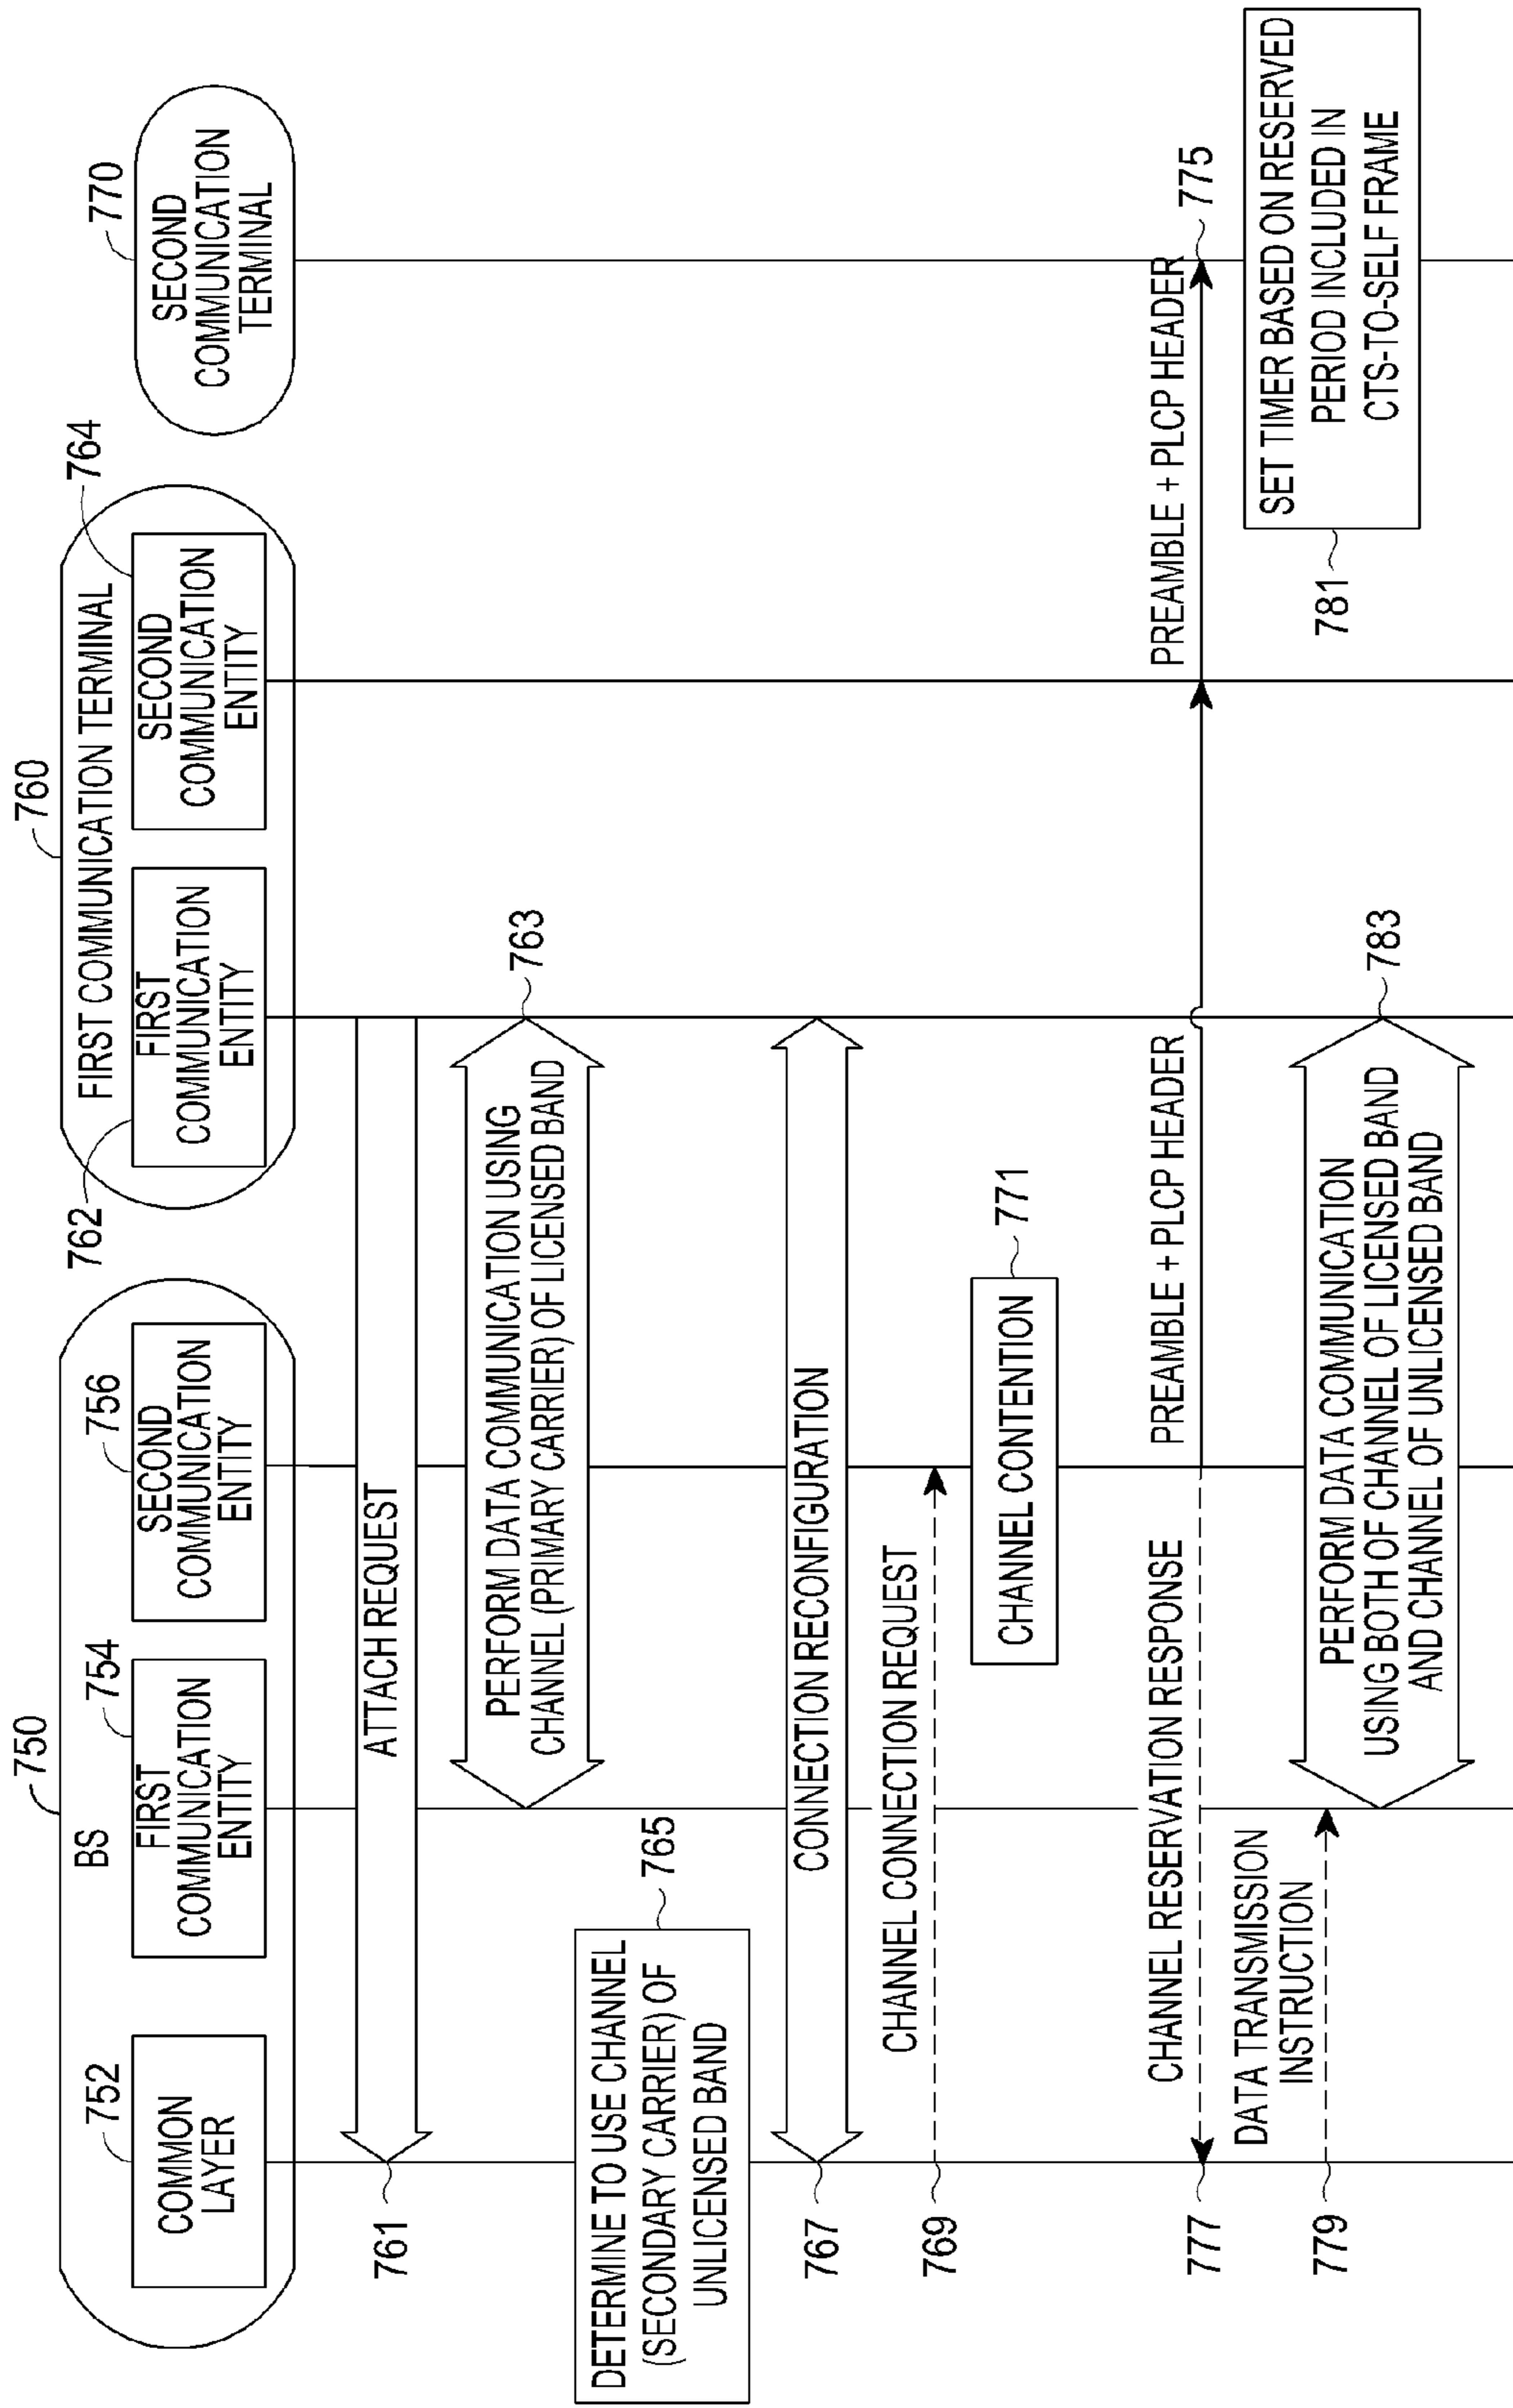 750
BS
752
COMMON
LAYER
754
FIRST
COMMUNICATION
ENTITY
756
SECOND
COMMUNICATION
ENTITY
760
FIRST COMMUNICATION TERMINAL
762
FIRST
COMMUNICATION
ENTITY
764
SECOND
COMMUNICATION
ENTITY
770
SECOND
COMMUNICATION
TERMINAL
761
ATTACH REQUEST
PERFORM DATA COMMUNICATION USING
CHANNEL (PRIMARY CARRIER) OF LICENSED BAND
763
DETERMINE TO USE CHANNEL
(SECONDARY CARRIER) OF
UNLICENSED BAND
765
767
CONNECTION RECONFIGURATION
769
CHANNEL CONNECTION REQUEST
CHANNEL CONTENTION
771
PREAMBLE + PLCP HEADER
PREAMBLE + PLCP HEADER
775
777
CHANNEL RESERVATION RESPONSE
779
DATA TRANSMISSION
INSTRUCTION
781
SET TIMER BASED ON RESERVED
PERIOD INCLUDED IN
CTS-TO-SELF FRAME
PERFORM DATA COMMUNICATION
USING BOTH OF CHANNEL OF LICENSED BAND
AND CHANNEL OF UNLICENSED BAND
783